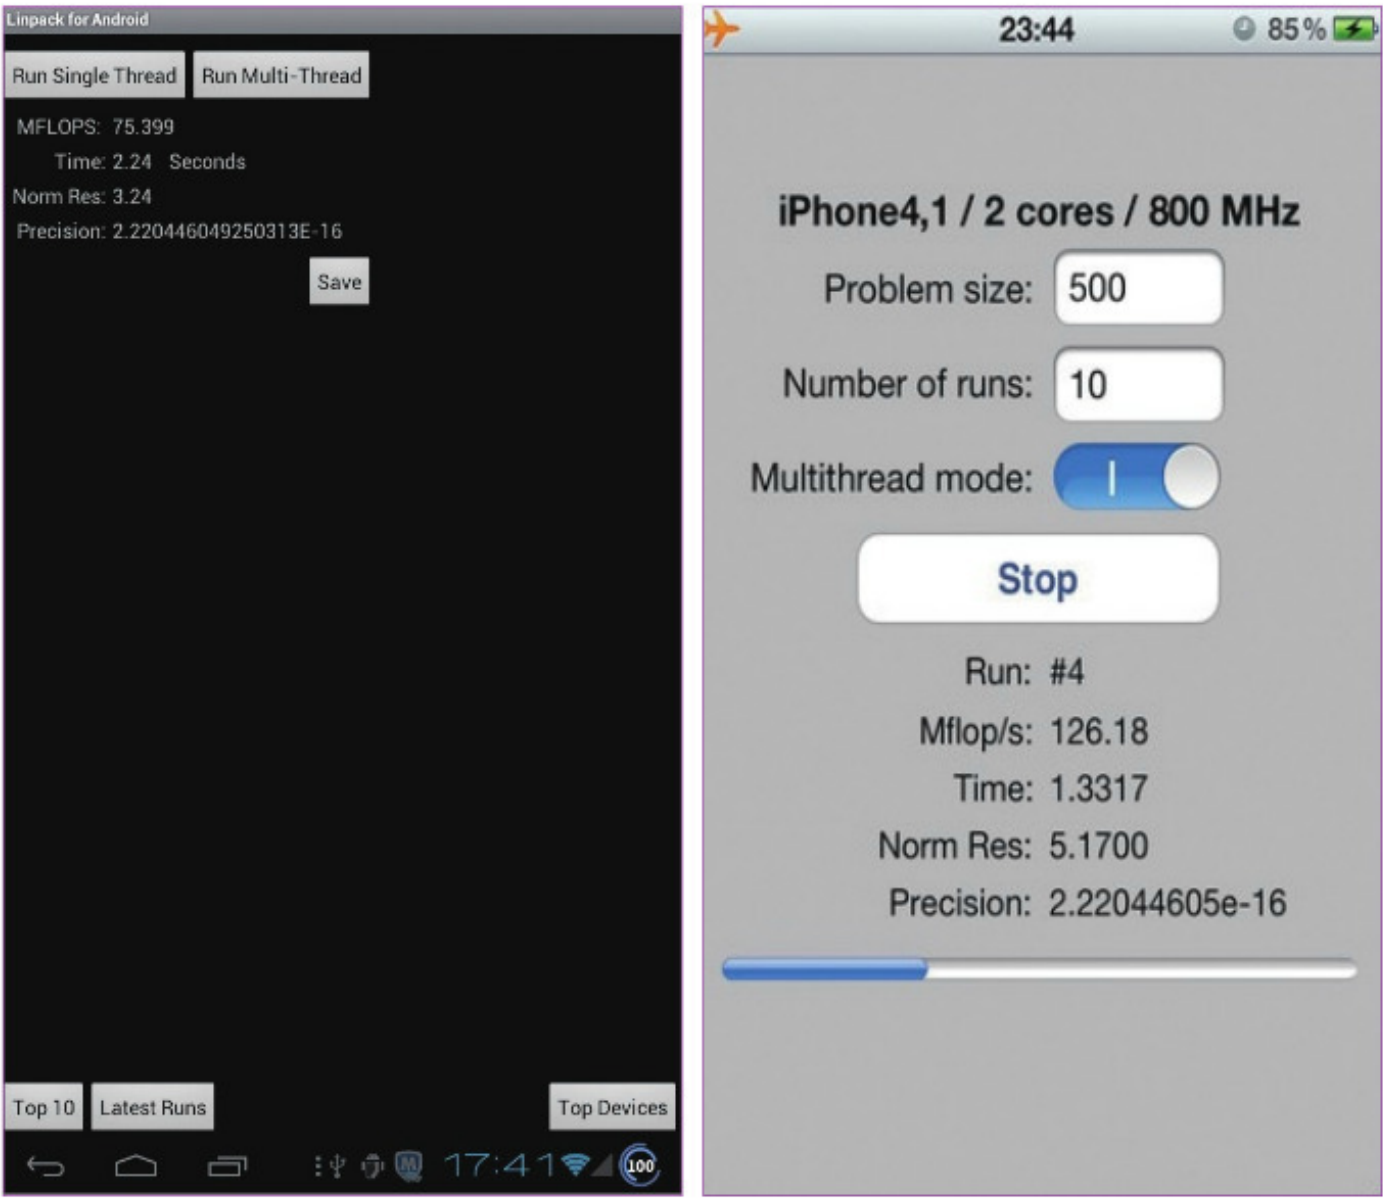 Linpack for Android
Run Single Thread Run Multi-Thread
MFLOPS: 75.399
Time: 2.24 Seconds
Norm Res: 3.24
Precision: 2.220446049250313E-16
Save
Top 10 Latest Runs Top Devices
17:41 100
23:44 85%
iPhone4,1 / 2 cores / 800 MHz
Problem size: 500
Number of runs: 10
Multithread mode: I
Stop
Run: #4
Mflop/s: 126.18
Time: 1.3317
Norm Res: 5.1700
Precision: 2.22044605e-16